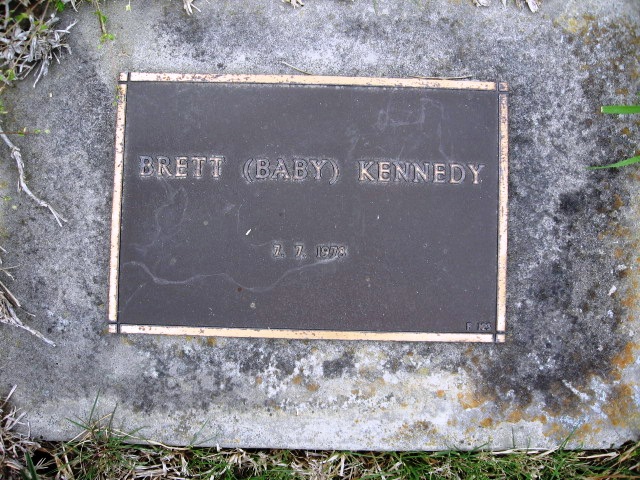 BRETT (BABY) KENNEDY
7. 7. 1978